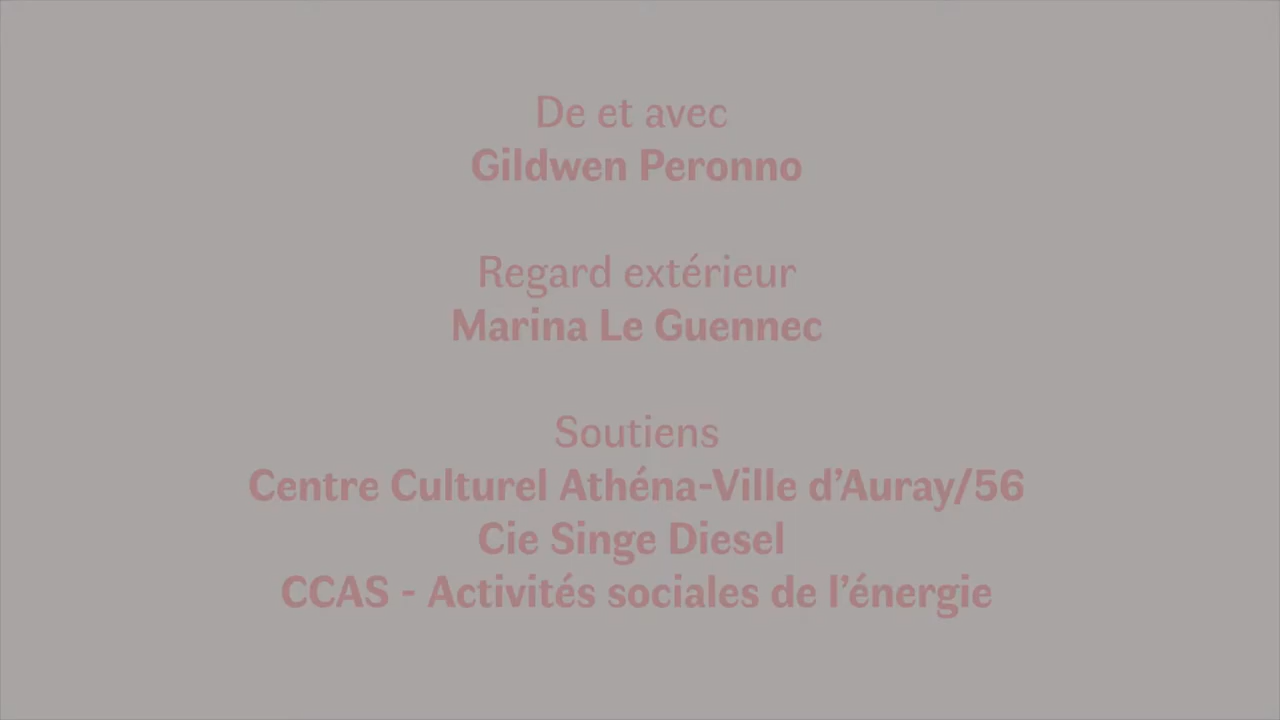 De et avec
Gildwen Peronno
Regard extérieur
Marina Le Guennec
Soutiens
Centre Culturel Athéna-Ville d’Auray/56
Cie Singe Diesel
CCAS - Activités sociales de l’énergie